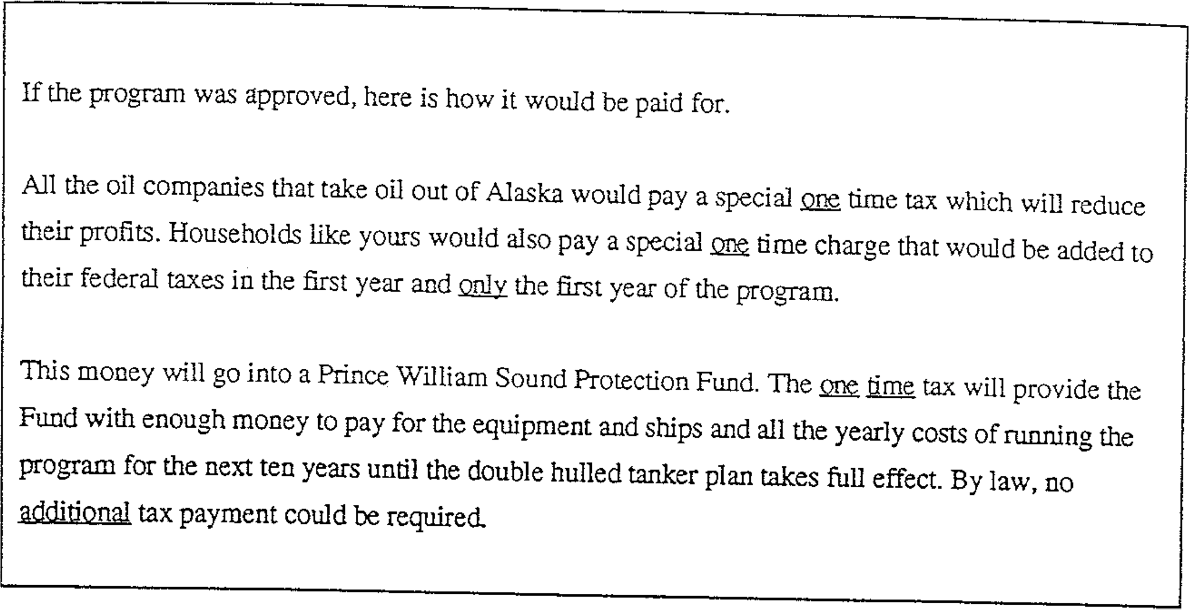 If the program was approved, here is how it would be paid for.
All the oil companies that take oil out of Alaska would pay a special one time tax which will reduce
their profits. Households like yours would also pay a special one time charge that would be added to
their federal taxes in the first year and only the first year of the program.
This money will go into a Prince William Sound Protection Fund. The one time tax will provide the
Fund with enough money to pay for the equipment and ships and all the yearly costs of running the
program for the next ten years until the double hulled tanker plan takes full effect. By law, no
additional tax payment could be required.